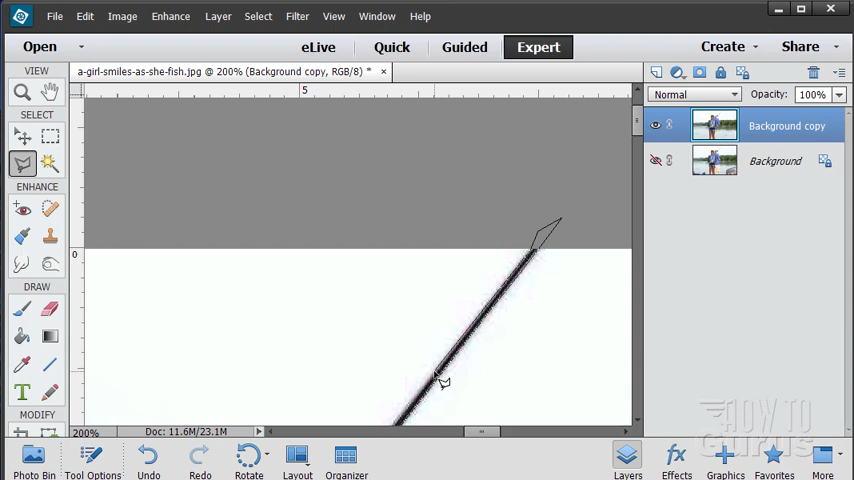 File Edit Image Enhance Layer Select Filter View Window Help
Open eLive Quick Guided Expert Create Share
VIEW
a-girl-smiles-as-she-fish.jpg @ 200% (Background copy, RGB/8) * ×
5
Normal Opacity: 100%
SELECT
Background copy
Background
ENHANCE
0
DRAW
T
MODIFY
200% Doc: 11.6M/23.1M
HOW TO
GURUS
Photo Bin Tool Options Undo Redo Rotate Layout Organizer Layers Effects Graphics Favorites More
fx